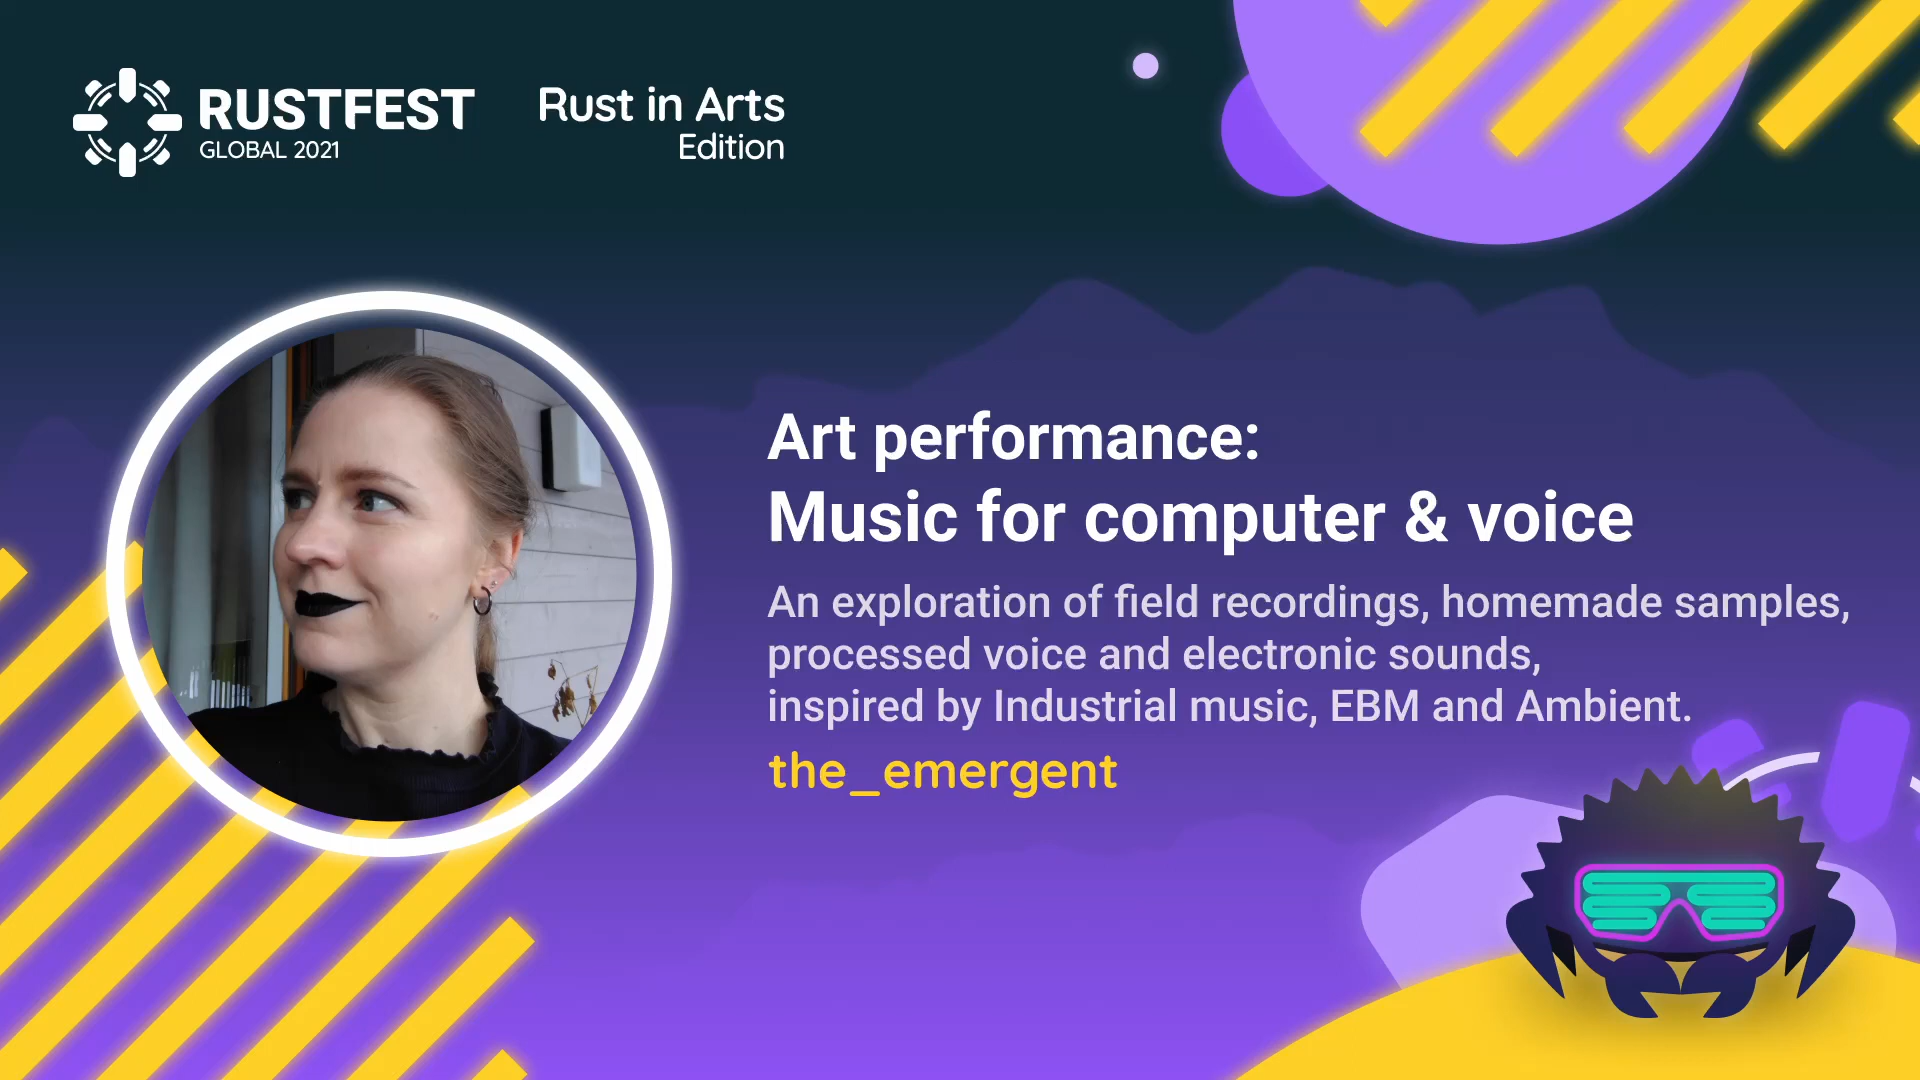 RUSTFEST
GLOBAL 2021
Rust in Arts
Edition
Art performance:
Music for computer & voice
An exploration of field recordings, homemade samples,
processed voice and electronic sounds,
inspired by Industrial music, EBM and Ambient.
the_emergent